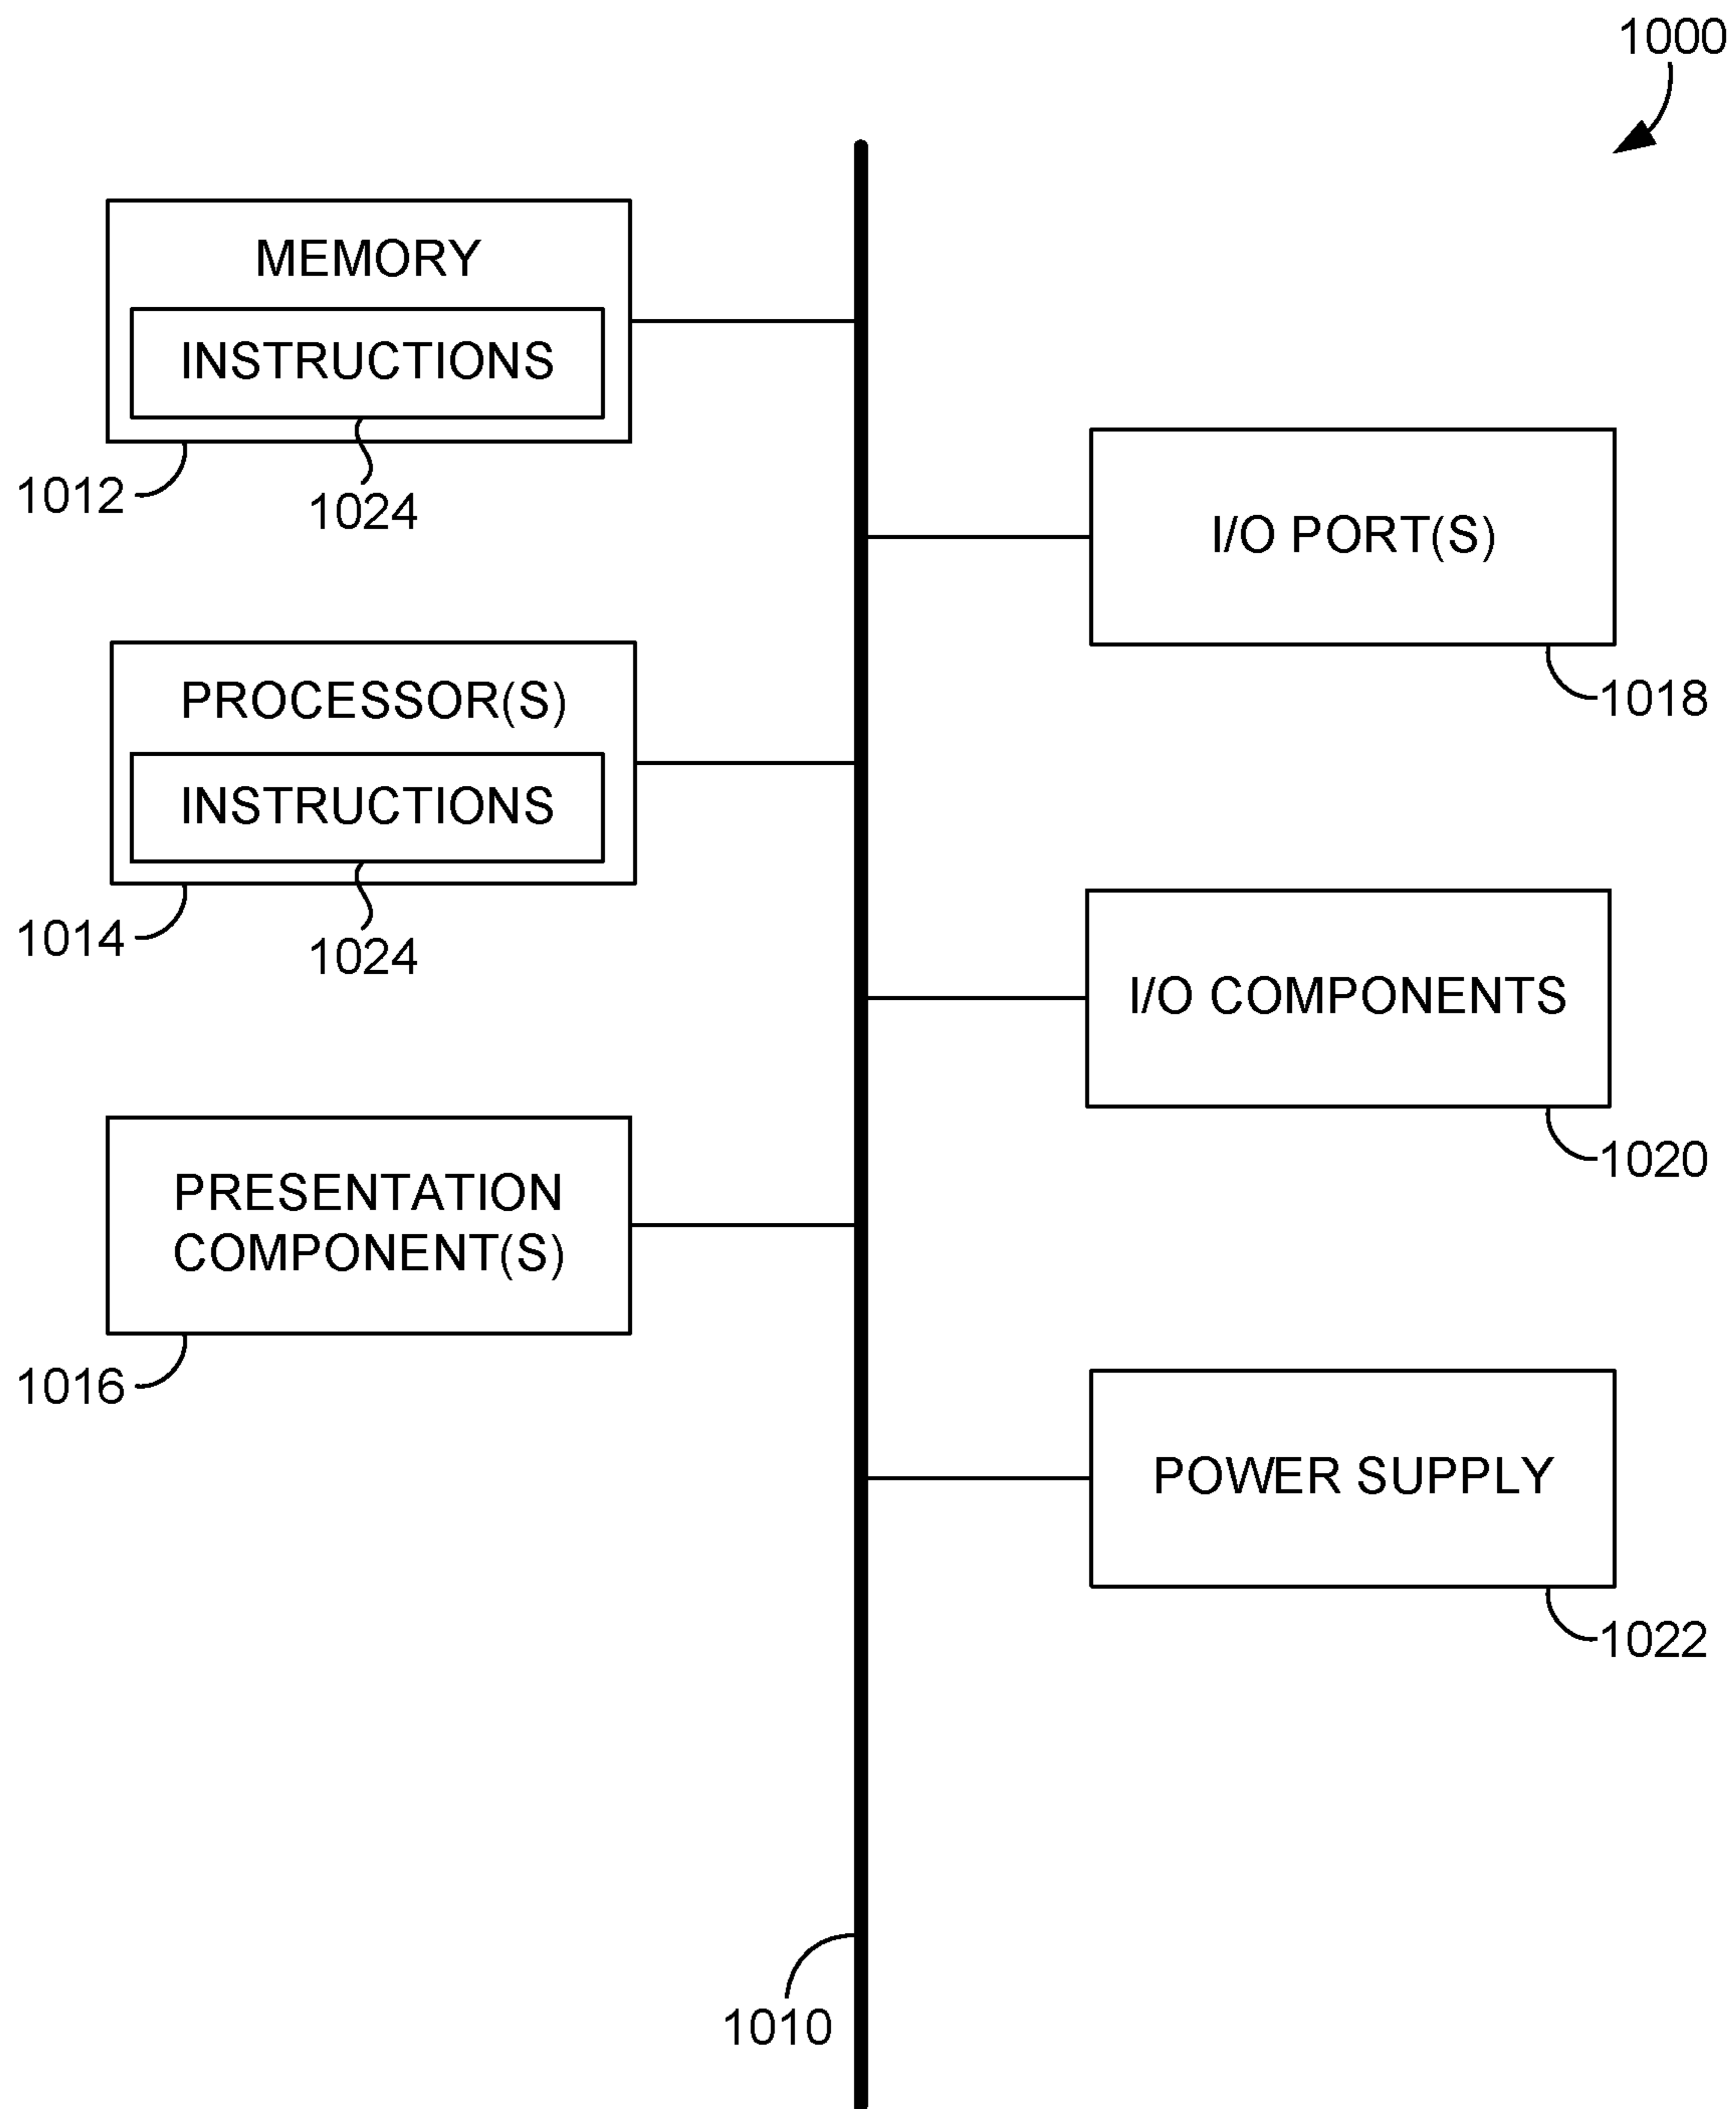 1000
MEMORY
INSTRUCTIONS
1012
1024
I/O PORT(S)
1018
PROCESSOR(S)
INSTRUCTIONS
1014
1024
I/O COMPONENTS
1020
PRESENTATION
COMPONENT(S)
1016
POWER SUPPLY
1022
1010